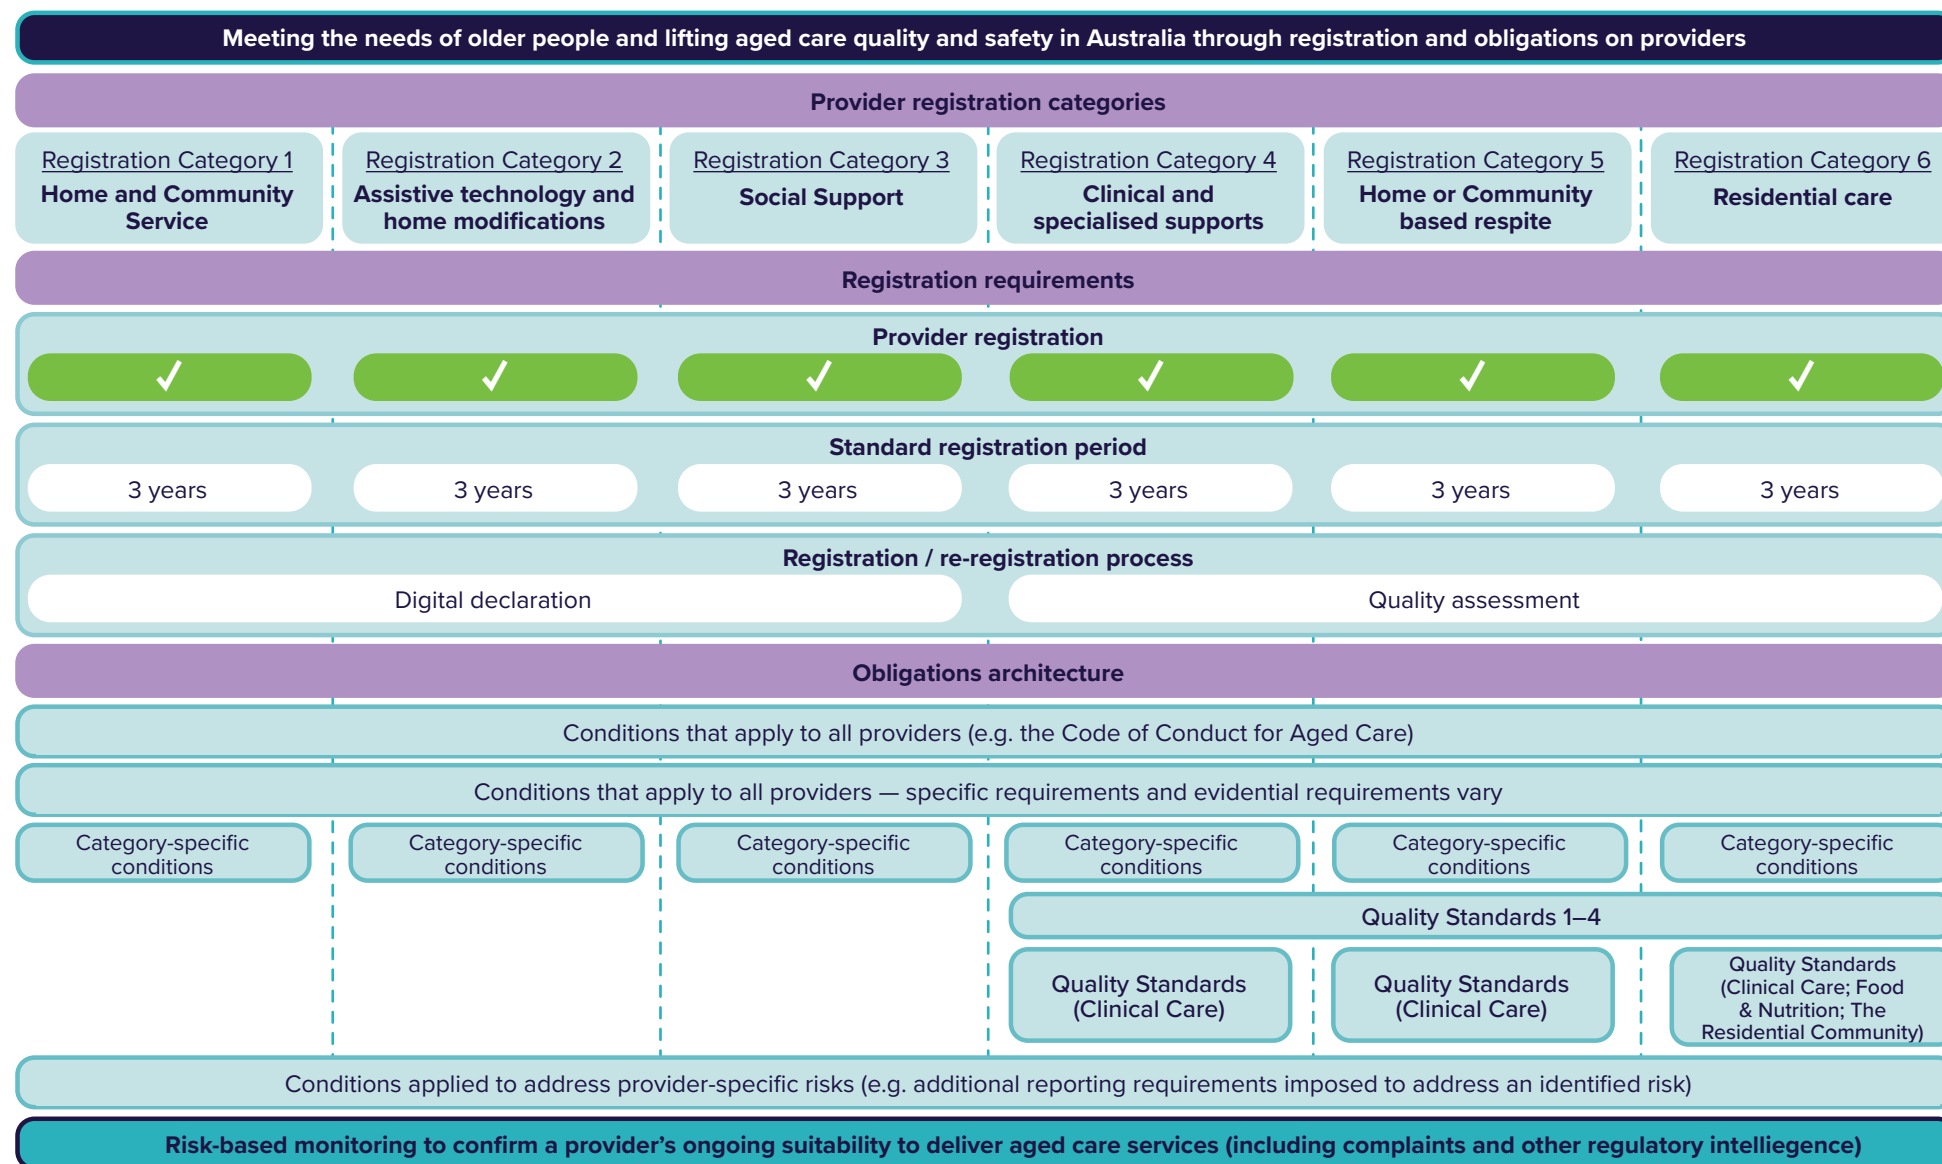 Meeting the needs of older people and lifting aged care quality and safety in Australia through registration and obligations on providers
Provider registration categories
Registration Category 1
Home and Community
Service
Registration Category 2
Assistive technology and
home modifications
Registration Category 3
Social Support
Registration Category 4
Clinical and
specialised supports
Registration Category 5
Home or Community
based respite
Registration Category 6
Residential care
Registration requirements
Provider registration
Standard registration period
3 years
3 years
3 years
3 years
3 years
3 years
Registration / re-registration process
Digital declaration
Quality assessment
Obligations architecture
Conditions that apply to all providers (e.g. the Code of Conduct for Aged Care)
Conditions that apply to all providers — specific requirements and evidential requirements vary
Category-specific
conditions
Category-specific
conditions
Category-specific
conditions
Category-specific
conditions
Category-specific
conditions
Category-specific
conditions
Quality Standards 1–4
Quality Standards
(Clinical Care)
Quality Standards
(Clinical Care)
Quality Standards
(Clinical Care; Food
& Nutrition; The
Residential Community)
Conditions applied to address provider-specific risks (e.g. additional reporting requirements imposed to address an identified risk)
Risk-based monitoring to confirm a provider’s ongoing suitability to deliver aged care services (including complaints and other regulatory intelliegence)